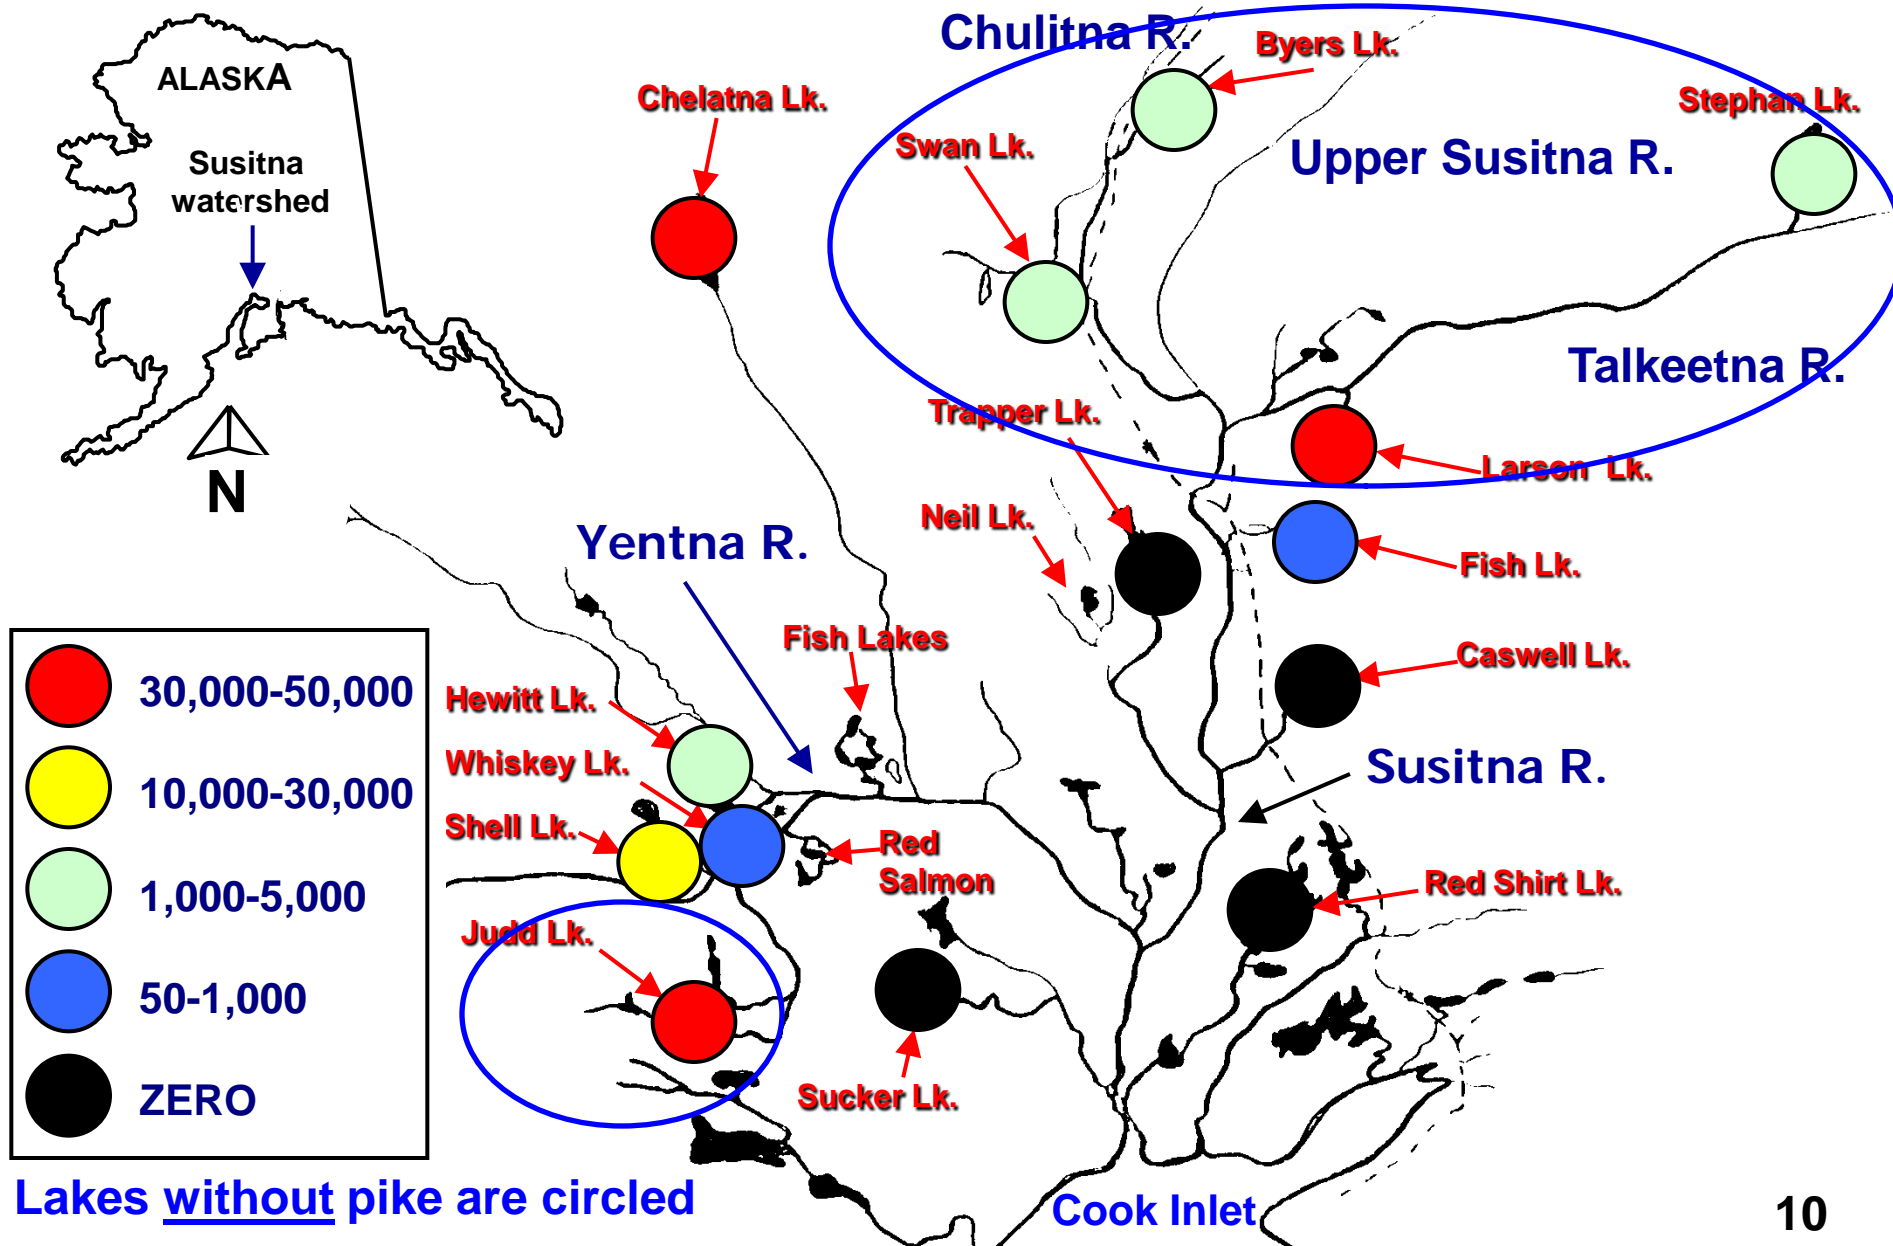 ALASKA
Susitna
watershed
N
Chulitna R.
Byers Lk.
Chelatna Lk.
Stephan Lk.
Swan Lk.
Upper Susitna R.
Talkeetna R.
Trapper Lk.
Larson Lk.
Neil Lk.
Yentna R.
Fish Lk.
Fish Lakes
Caswell Lk.
Hewitt Lk.
Whiskey Lk.
Susitna R.
Shell Lk.
Red
Salmon
Red Shirt Lk.
Judd Lk.
Sucker Lk.
30,000-50,000
10,000-30,000
1,000-5,000
50-1,000
ZERO
Lakes without pike are circled
Cook Inlet
10